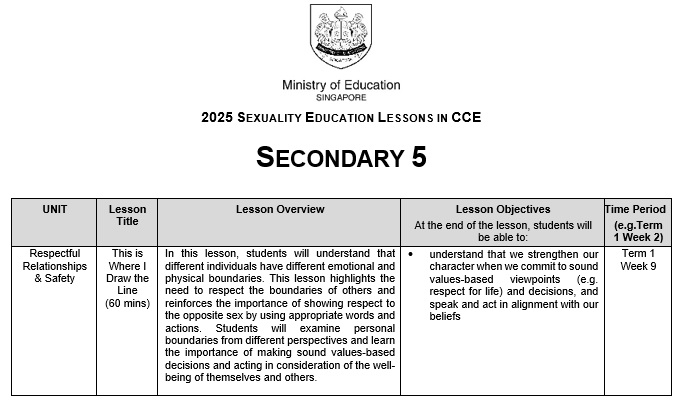 Ministry of Education
SINGAPORE
2025 SEXUALITY EDUCATION LESSONS IN CCE
SECONDARY 5
UNIT
Lesson
Title
Lesson Overview
Lesson Objectives
At the end of the lesson, students will
be able to:
Time Period
(e.g.Term
1 Week 2)
Respectful
Relationships
& Safety
This is
Where I
Draw the
Line
(60 mins)
In this lesson, students will understand that
different individuals have different emotional and
physical boundaries. This lesson highlights the
need to respect the boundaries of others and
reinforces the importance of showing respect to
the opposite sex by using appropriate words and
actions. Students will examine personal
boundaries from different perspectives and learn
the importance of making sound values-based
decisions and acting in consideration of the well-
being of themselves and others.
• understand that we strengthen our
character when we commit to sound
values-based viewpoints (e.g.
respect for life) and decisions, and
speak and act in alignment with our
beliefs
Term 1
Week 9